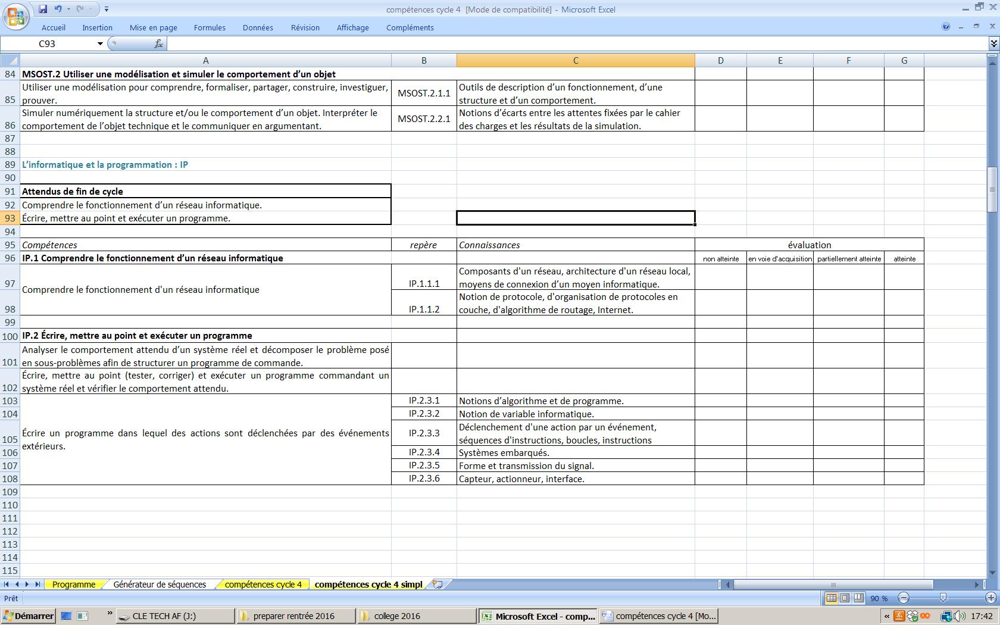 compétences cycle 4  [Mode de compatibilité] - Microsoft Excel
Accueil Insertion Mise en page Formules Données Révision Affichage Compléments
C93 fx
A B C D E F G
84 MSOST.2 Utiliser une modélisation et simuler le comportement d’un objet
Utiliser une modélisation pour comprendre, formaliser, partager, construire, investiguer,
85 prouver.
MSOST.2.1.1
Outils de description d’un fonctionnement, d’une
structure et d’un comportement.
Simuler numériquement la structure et/ou le comportement d’un objet. Interpréter le
86 comportement de l’objet technique et le communiquer en argumentant.
MSOST.2.2.1
Notions d’écarts entre les attentes fixées par le cahier
des charges et les résultats de la simulation.
87
88
89 L’informatique et la programmation : IP
90
91 Attendus de fin de cycle
92 Comprendre le fonctionnement d’un réseau informatique.
93 Écrire, mettre au point et exécuter un programme.
94
95 Compétences repère Connaissances évaluation
96 IP.1 Comprendre le fonctionnement d’un réseau informatique non atteinte en voie d'acquisition partiellement atteinte atteinte
97
Comprendre le fonctionnement d'un réseau informatique
IP.1.1.1
Composants d'un réseau, architecture d'un réseau local,
moyens de connexion d’un moyen informatique.
98
IP.1.1.2
Notion de protocole, d'organisation de protocoles en
couche, d'algorithme de routage, Internet.
99
100 IP.2 Écrire, mettre au point et exécuter un programme
Analyser le comportement attendu d’un système réel et décomposer le problème posé
101 en sous-problèmes afin de structurer un programme de commande.
Écrire, mettre au point (tester, corriger) et exécuter un programme commandant un
102 système réel et vérifier le comportement attendu.
103 IP.2.3.1 Notions d’algorithme et de programme.
104 IP.2.3.2 Notion de variable informatique.
Écrire un programme dans lequel des actions sont déclenchées par des événements
extérieurs.
105 IP.2.3.3
Déclenchement d'une action par un événement,
séquences d'instructions, boucles, instructions
106 IP.2.3.4 Systèmes embarqués.
107 IP.2.3.5 Forme et transmission du signal.
108 IP.2.3.6 Capteur, actionneur, interface.
109
110
111
112
113
114
115
Programme Générateur de séquences compétences cycle 4 compétences cycle 4 simpl
Prêt 90 %
Démarrer » CLE TECH AF (J:) preparer rentrée 2016 college 2016 Microsoft Excel - comp... compétences cycle 4 [Mo... « 17:42